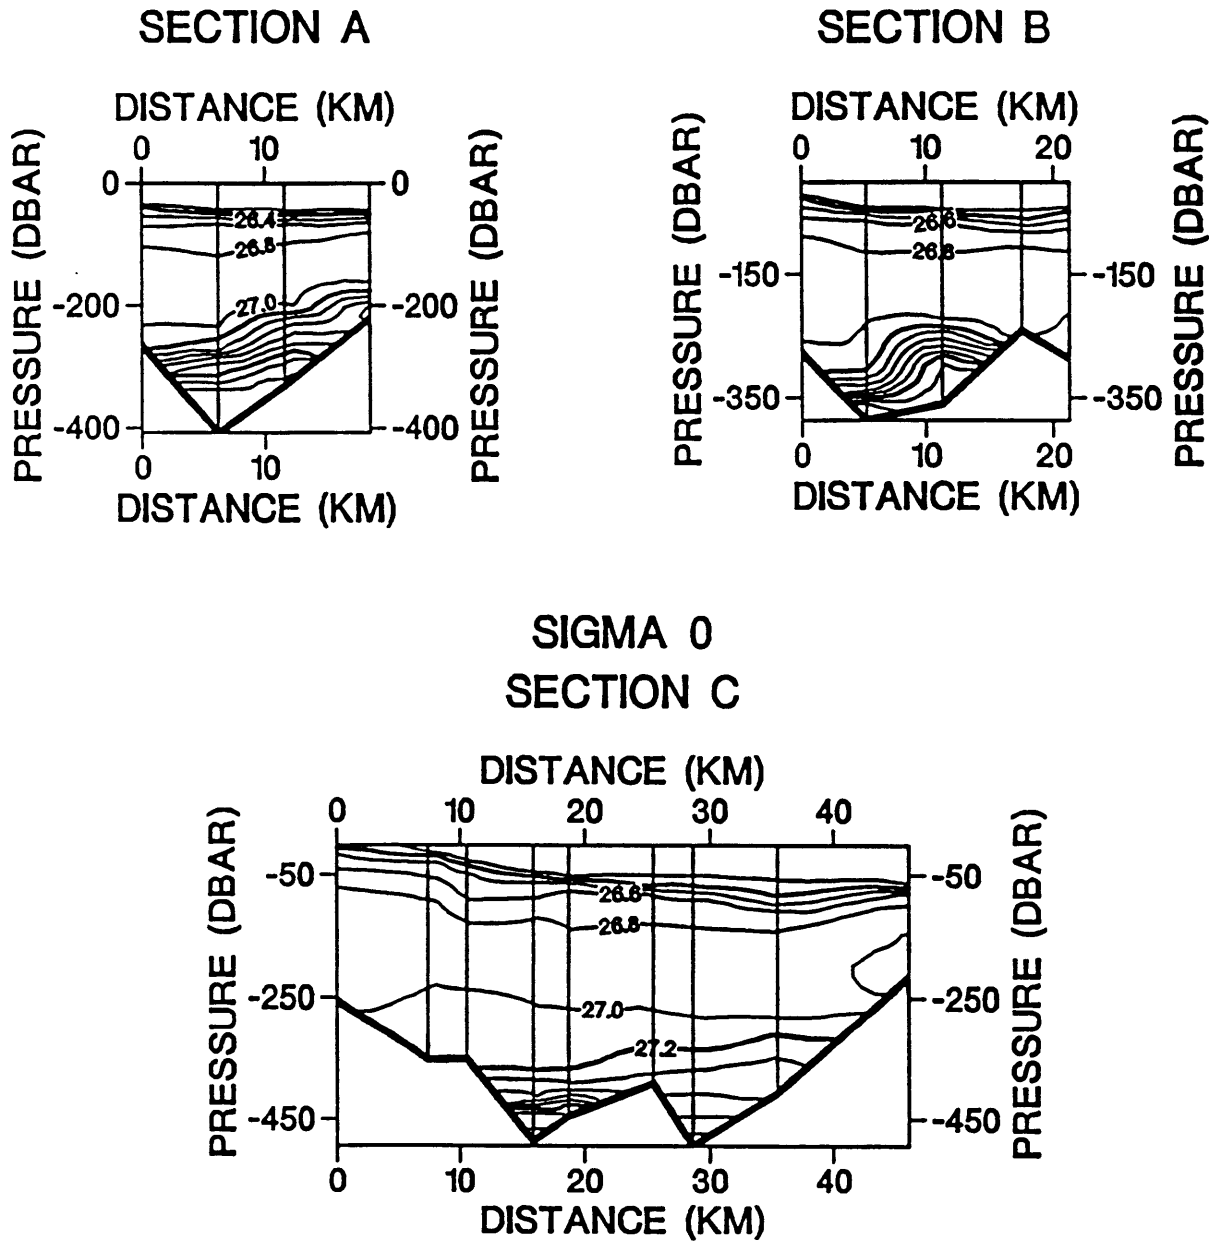 SECTION A
DISTANCE (KM)
0 10
PRESSURE (DBAR)
0
-200
-400
26.4
26.8
27.0
0
-200
-400
PRESSURE (DBAR)
0 10
DISTANCE (KM)
SECTION B
DISTANCE (KM)
0 10 20
PRESSURE (DBAR)
-150
-350
26.6
26.8
-150
-350
PRESSURE (DBAR)
0 10 20
DISTANCE (KM)
SIGMA 0
SECTION C
DISTANCE (KM)
0 10 20 30 40
PRESSURE (DBAR)
-50
-250
-450
26.6
26.8
27.0
27.2
-50
-250
-450
PRESSURE (DBAR)
0 10 20 30 40
DISTANCE (KM)